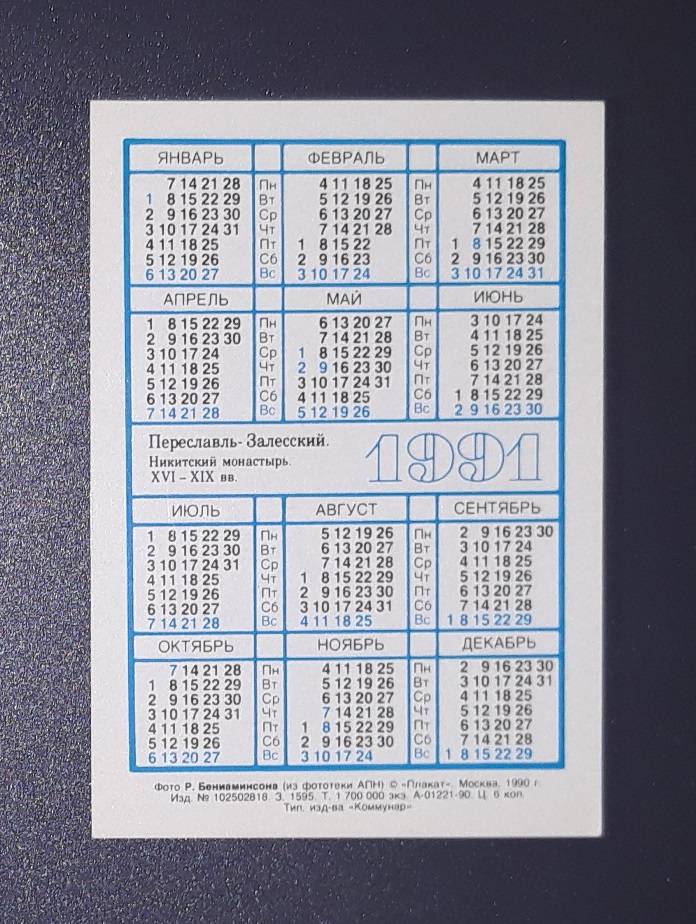 ЯНВАРЬ ФЕВРАЛЬ МАРТ
7 14 21 28 Пн 4 11 18 25 Пн 4 11 18 25
1 8 15 22 29 Вт 5 12 19 26 Вт 5 12 19 26
2 9 16 23 30 Ср 6 13 20 27 Ср 6 13 20 27
3 10 17 24 31 Чт 7 14 21 28 Чт 7 14 21 28
4 11 18 25 Пт 1 8 15 22 Пт 1 8 15 22 29
5 12 19 26 Сб 2 9 16 23 Сб 2 9 16 23 30
6 13 20 27 Вс 3 10 17 24 Вс 3 10 17 24 31
АПРЕЛЬ МАЙ ИЮНЬ
1 8 15 22 29 Пн 6 13 20 27 Пн 3 10 17 24
2 9 16 23 30 Вт 7 14 21 28 Вт 4 11 18 25
3 10 17 24 Ср 1 8 15 22 29 Ср 5 12 19 26
4 11 18 25 Чт 2 9 16 23 30 Чт 6 13 20 27
5 12 19 26 Пт 3 10 17 24 31 Пт 7 14 21 28
6 13 20 27 Сб 4 11 18 25 Сб 1 8 15 22 29
7 14 21 28 Вс 5 12 19 26 Вс 2 9 16 23 30
Переславль-Залесский.
Никитский монастырь.
XVI – XIX вв.
1991
ИЮЛЬ АВГУСТ СЕНТЯБРЬ
1 8 15 22 29 Пн 5 12 19 26 Пн 2 9 16 23 30
2 9 16 23 30 Вт 6 13 20 27 Вт 3 10 17 24
3 10 17 24 31 Ср 7 14 21 28 Ср 4 11 18 25
4 11 18 25 Чт 1 8 15 22 29 Чт 5 12 19 26
5 12 19 26 Пт 2 9 16 23 30 Пт 6 13 20 27
6 13 20 27 Сб 3 10 17 24 31 Сб 7 14 21 28
7 14 21 28 Вс 4 11 18 25 Вс 1 8 15 22 29
ОКТЯБРЬ НОЯБРЬ ДЕКАБРЬ
7 14 21 28 Пн 4 11 18 25 Пн 2 9 16 23 30
1 8 15 22 29 Вт 5 12 19 26 Вт 3 10 17 24 31
2 9 16 23 30 Ср 6 13 20 27 Ср 4 11 18 25
3 10 17 24 31 Чт 7 14 21 28 Чт 5 12 19 26
4 11 18 25 Пт 1 8 15 22 29 Пт 6 13 20 27
5 12 19 26 Сб 2 9 16 23 30 Сб 7 14 21 28
6 13 20 27 Вс 3 10 17 24 Вс 1 8 15 22 29
Фото Р. Бениаминсона (из фототеки АПН) © «Плакат». Москва. 1990 г.
Изд. № 102502818. З. 1595. Т. 1 700 000 экз. А-01221-90. Ц. 6 коп.
Тип. изд-ва «Коммунар»